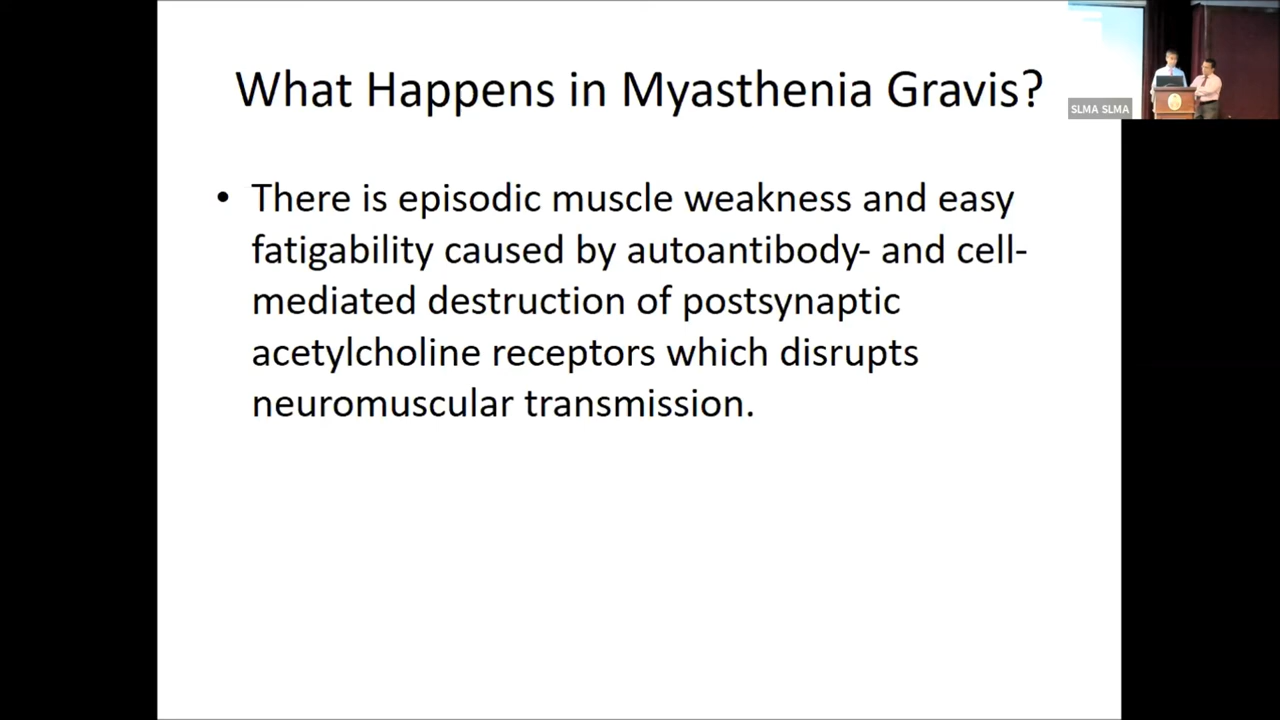 What Happens in Myasthenia Gravis?
SLMA SLMA
• There is episodic muscle weakness and easy
fatigability caused by autoantibody- and cell-
mediated destruction of postsynaptic
acetylcholine receptors which disrupts
neuromuscular transmission.